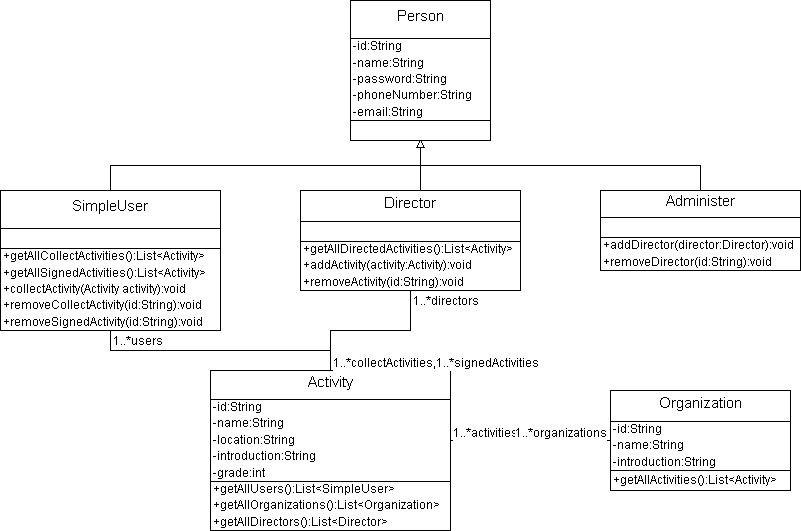 Person
-id:String
-name:String
-password:String
-phoneNumber:String
-email:String
SimpleUser
+getAllCollectActivities():List<Activity>
+getAllSignedActivities():List<Activity>
+collectActivity(Activity activity):void
+removeCollectActivity(id:String):void
+removeSignedActivity(id:String):void
Director
+getAllDirectedActivities():List<Activity>
+addActivity(activity:Activity):void
+removeActivity(id:String):void
Administer
+addDirector(director:Director):void
+removeDirector(id:String):void
1..*directors
1..*users
1..*collectActivities,1..*signedActivities
Activity
-id:String
-name:String
-location:String
-introduction:String
-grade:int
+getAllUsers():List<SimpleUser>
+getAllOrganizations():List<Organization>
+getAllDirectors():List<Director>
1..*activities
1..*organizations
Organization
-id:String
-name:String
-introduction:String
+getAllActivities():List<Activity>